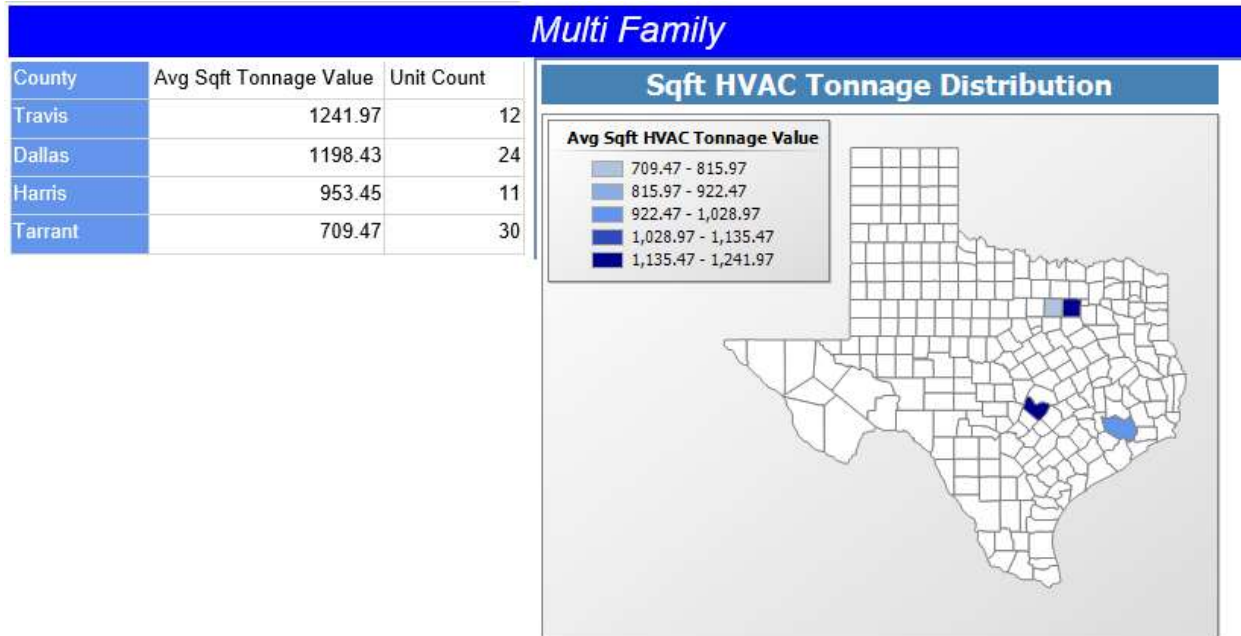 Multi Family
County Avg Sqft Tonnage Value Unit Count
Travis 1241.97 12
Dallas 1198.43 24
Harris 953.45 11
Tarrant 709.47 30
Sqft HVAC Tonnage Distribution
Avg Sqft HVAC Tonnage Value
709.47 - 815.97
815.97 - 922.47
922.47 - 1,028.97
1,028.97 - 1,135.47
1,135.47 - 1,241.97